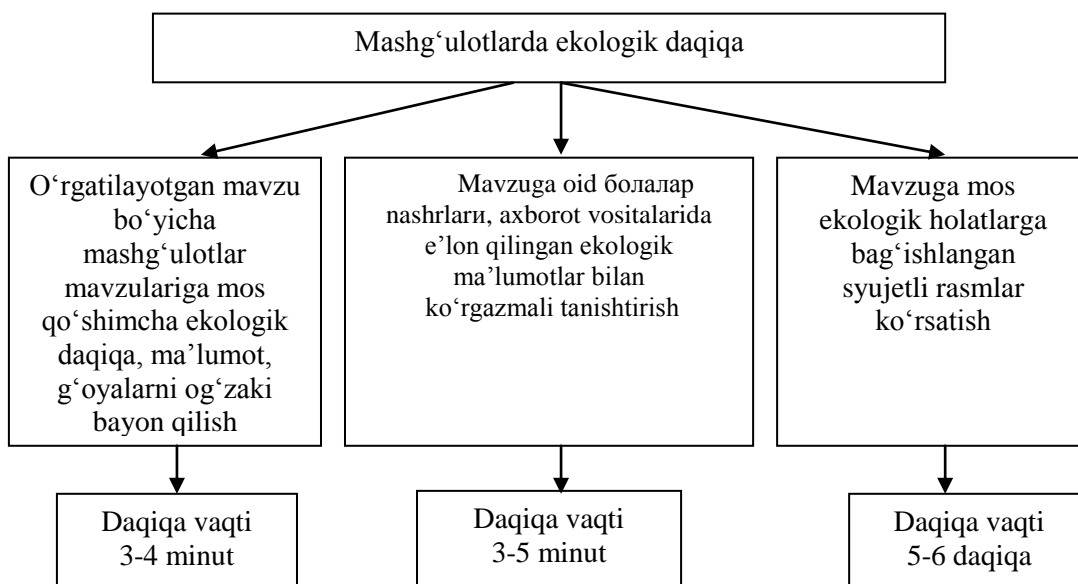 Mashg‘ulotlarda ekologik daqiqa
O‘rgatilayotgan mavzu
bo‘yicha
mashg‘ulotlar
mavzulariga mos
qo‘shimcha ekologik
daqiqa, ma’lumot,
g‘oyalarni og‘zaki
bayon qilish
Mavzuga oid болалар
nashrlari, axborot vositalarida
e’lon qilingan ekologik
ma’lumotlar bilan
ko‘rgazmali tanishtirish
Mavzuga mos
ekologik holatlarga
bag‘ishlangan
syujetli rasmlar
ko‘rsatish
Daqiqa vaqti
3-4 minut
Daqiqa vaqti
3-5 minut
Daqiqa vaqti
5-6 daqiqa